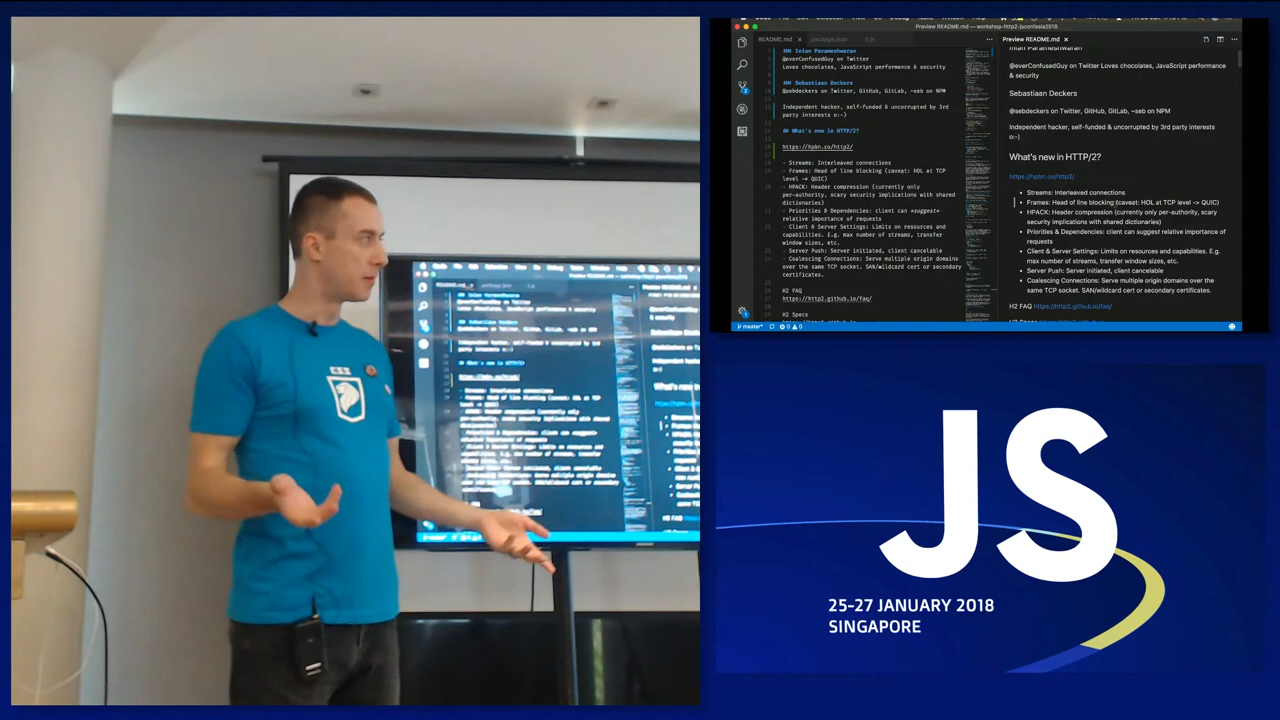 Preview README.md — workshop-http2-jsconfasia2018
README.md
package.json
## Inian Parameshwaran
@everConfusedGuy on Twitter
Loves chocolates, JavaScript performance & security
## Sebastiaan Deckers
@sebdeckers on Twitter, GitHub, GitLab, ~seb on NPM
Independent hacker, self-funded & uncorrupted by 3rd
party interests o:-)
## What's new in HTTP/2?
https://hpbn.co/http2/
- Streams: Interleaved connections
- Frames: Head of line blocking (caveat: HOL at TCP
level -> QUIC)
- HPACK: Header compression (currently only
per-authority, scary security implications with shared
dictionaries)
- Priorities & Dependencies: client can *suggest*
relative importance of requests
- Client & Server Settings: Limits on resources and
capabilities. E.g. max number of streams, transfer
window sizes, etc.
- Server Push: Server initiated, client cancelable
- Coalescing Connections: Serve multiple origin domains
over the same TCP socket. SAN/wildcard cert or secondary
certificates.
H2 FAQ
https://http2.github.io/faq/
H2 Specs
master*
0
0
Preview README.md
Inian Parameshwaran
@everConfusedGuy on Twitter Loves chocolates, JavaScript performance
& security
Sebastiaan Deckers
@sebdeckers on Twitter, GitHub, GitLab, ~seb on NPM
Independent hacker, self-funded & uncorrupted by 3rd party interests
o:-)
What's new in HTTP/2?
https://hpbn.co/http2/
• Streams: Interleaved connections
• Frames: Head of line blocking (caveat: HOL at TCP level -> QUIC)
• HPACK: Header compression (currently only per-authority, scary
security implications with shared dictionaries)
• Priorities & Dependencies: client can suggest relative importance of
requests
• Client & Server Settings: Limits on resources and capabilities. E.g.
max number of streams, transfer window sizes, etc.
• Server Push: Server initiated, client cancelable
• Coalescing Connections: Serve multiple origin domains over the
same TCP socket. SAN/wildcard cert or secondary certificates.
H2 FAQ https://http2.github.io/faq/
CSS
JS
25-27 JANUARY 2018
SINGAPORE